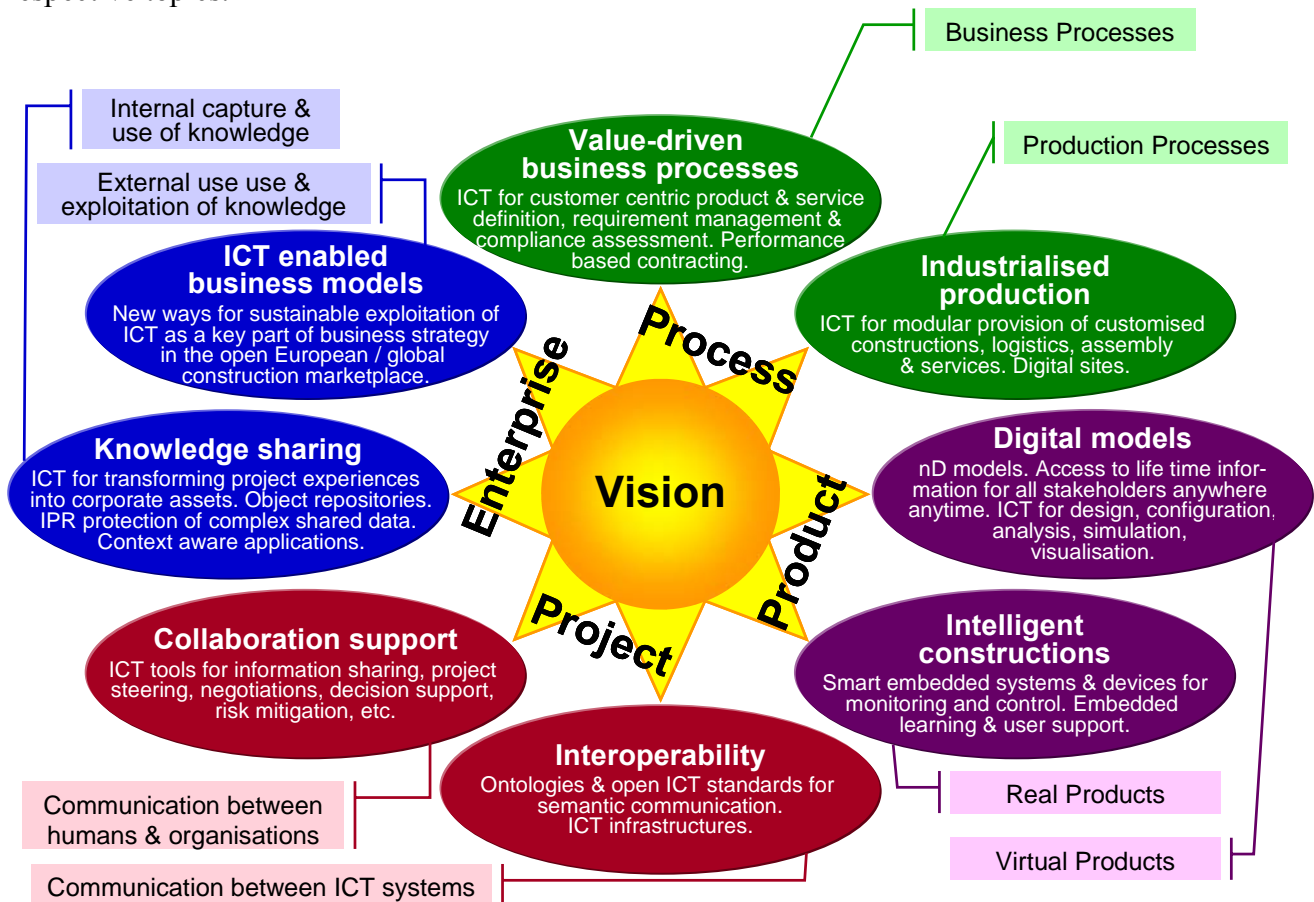 espective topics.
Business Processes
Internal capture &
use of knowledge
Production Processes
External use use &
exploitation of knowledge
Value-driven
business processes
ICT for customer centric product & service
definition, requirement management &
compliance assessment. Performance
based contracting.
ICT enabled
business models
New ways for sustainable exploitation of
ICT as a key part of business strategy
in the open European / global
construction marketplace.
Industrialised
production
ICT for modular provision of customised
constructions, logistics, assembly
& services. Digital sites.
Process
Enterprise
Vision
Product
Project
Knowledge sharing
ICT for transforming project experiences
into corporate assets. Object repositories.
IPR protection of complex shared data.
Context aware applications.
Digital models
nD models. Access to life time infor-
mation for all stakeholders anywhere
anytime. ICT for design, configuration,
analysis, simulation,
visualisation.
Collaboration support
ICT tools for information sharing, project
steering, negotiations, decision support,
risk mitigation, etc.
Intelligent
constructions
Smart embedded systems & devices for
monitoring and control. Embedded
learning & user support.
Interoperability
Ontologies & open ICT standards for
semantic communication.
ICT infrastructures.
Communication between
humans & organisations
Real Products
Communication between ICT systems
Virtual Products